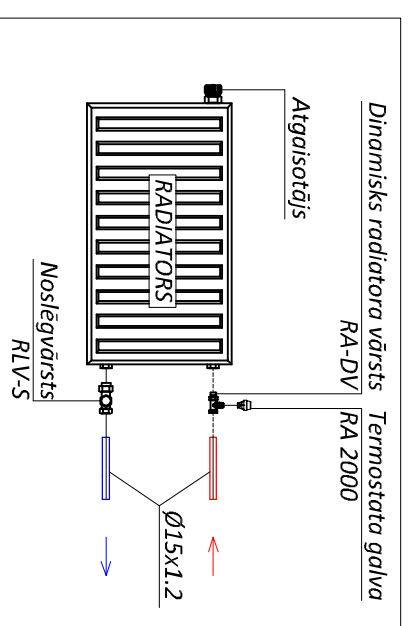 Dinamisks radiatora vārsts
RA-DV
Termostata galva
RA 2000
Atgaisotājs
RADIATORS
Noslēgvārsts
RLV-S
Ø15x1.2